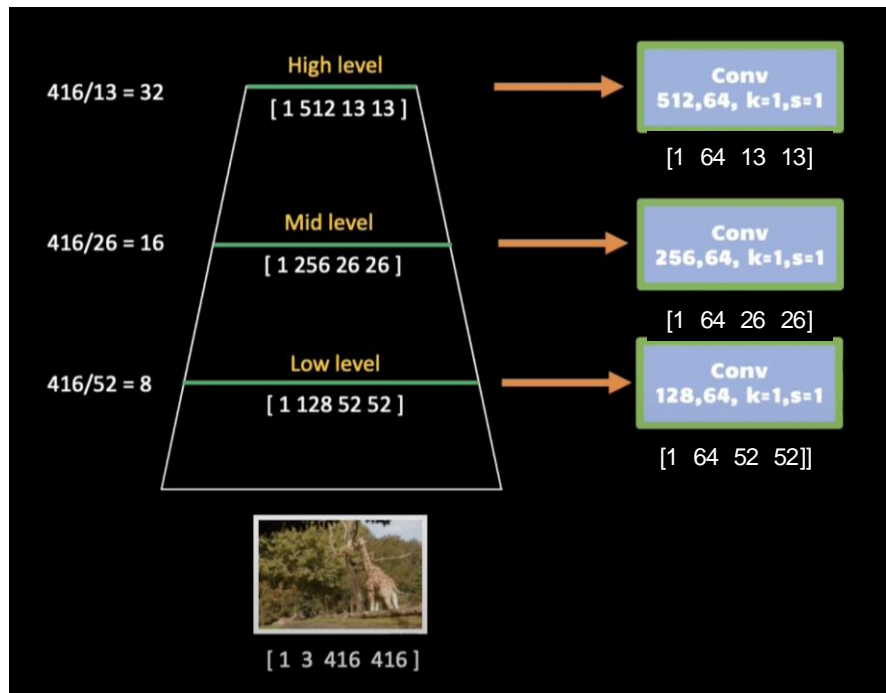 High level
416/13 = 32
[ 1 512 13 13 ]
Conv
512,64, k=1,s=1
[1 64 13 13]
Mid level
416/26 = 16
[ 1 256 26 26 ]
Conv
256,64, k=1,s=1
[1 64 26 26]
Low level
416/52 = 8
[ 1 128 52 52 ]
Conv
128,64, k=1,s=1
[1 64 52 52]]
[ 1 3 416 416 ]